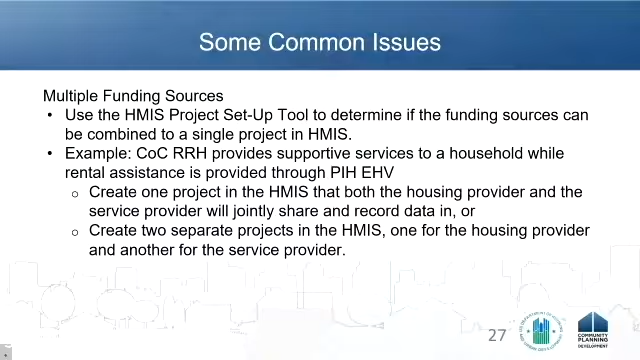 Some Common Issues
Multiple Funding Sources
• Use the HMIS Project Set-Up Tool to determine if the funding sources can
be combined to a single project in HMIS.
• Example: CoC RRH provides supportive services to a household while
rental assistance is provided through PIH EHV
o Create one project in the HMIS that both the housing provider and the
service provider will jointly share and record data in, or
o Create two separate projects in the HMIS, one for the housing provider
and another for the service provider.
27
COMMUNITY
PLANNING
DEVELOPMENT